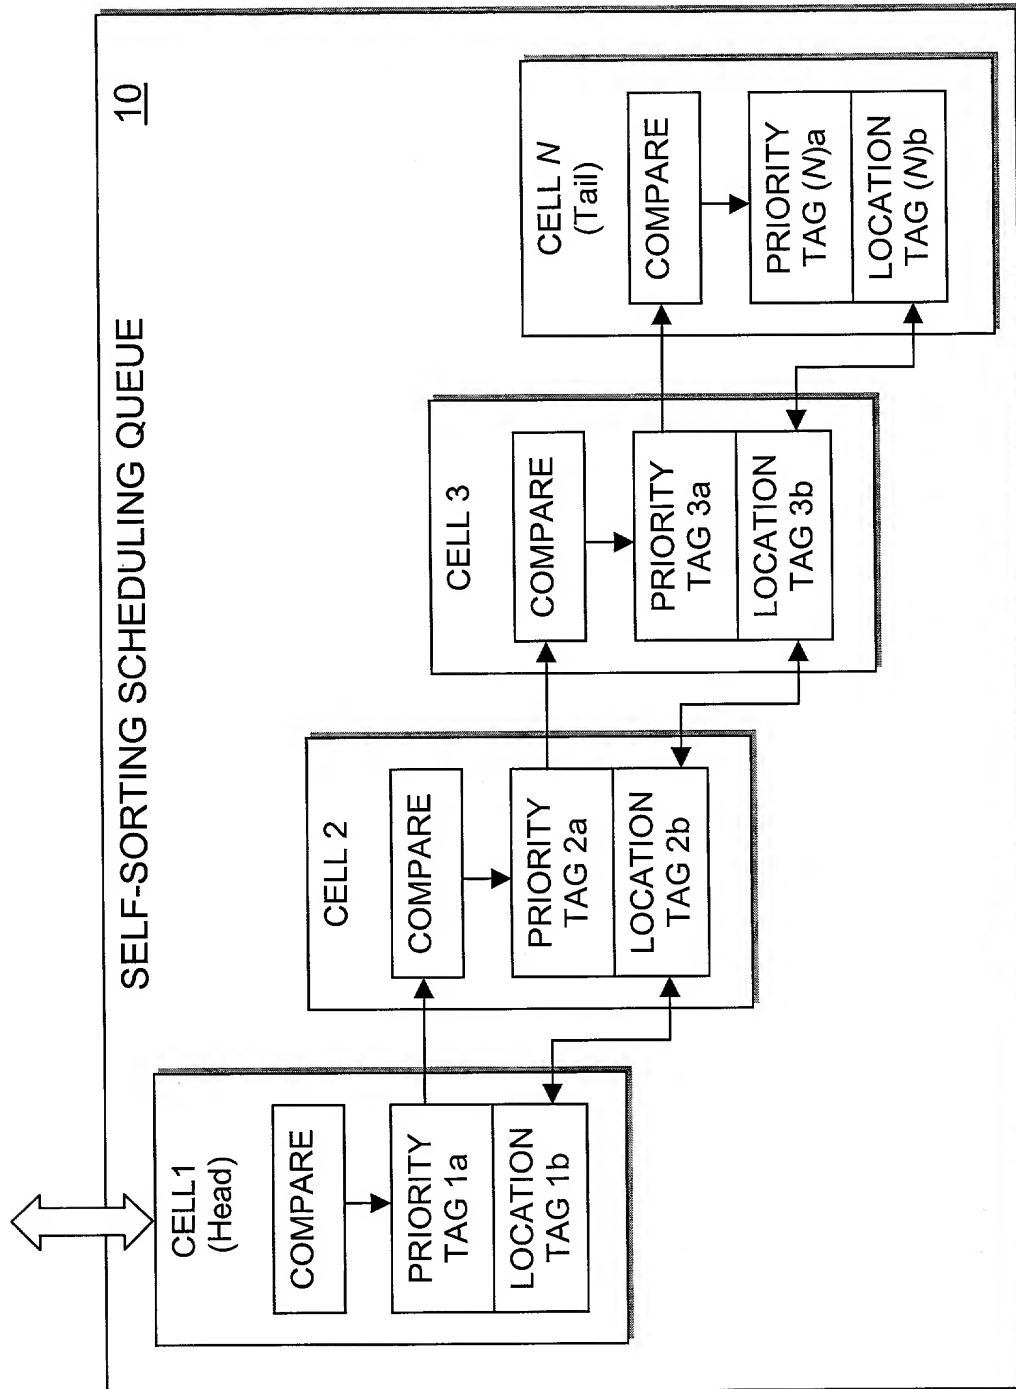 SELF-SORTING SCHEDULING QUEUE
10
CELL1
(Head)
COMPARE
PRIORITY
TAG 1a
LOCATION
TAG 1b
CELL 2
COMPARE
PRIORITY
TAG 2a
LOCATION
TAG 2b
CELL 3
COMPARE
PRIORITY
TAG 3a
LOCATION
TAG 3b
CELL N
(Tail)
COMPARE
PRIORITY
TAG (N)a
LOCATION
TAG (N)b